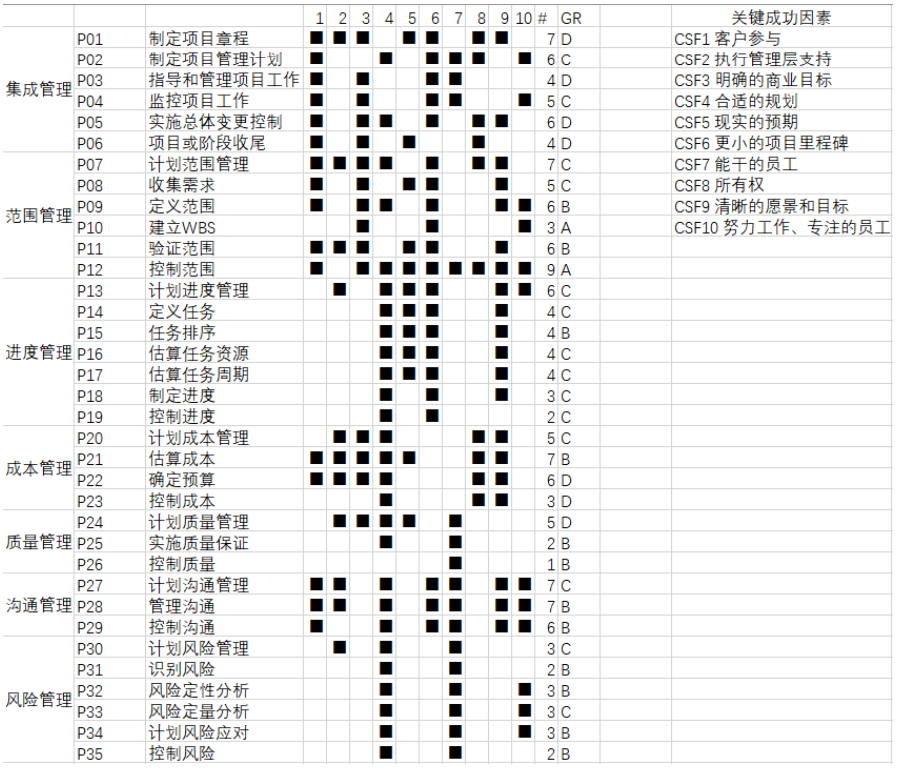 1 2 3 4 5 6 7 8 9 10 # GR 关键成功因素
P01 制定项目章程 ■ ■ ■ ■ ■ ■ ■ 7 D CSF1 客户参与
P02 制定项目管理计划 ■ ■ ■ ■ ■ ■ 6 C CSF2 执行管理层支持
集成管理 P03 指导和管理项目工作 ■ ■ ■ ■ 4 D CSF3 明确的商业目标
P04 监控项目工作 ■ ■ ■ ■ ■ 5 C CSF4 合适的规划
P05 实施总体变更控制 ■ ■ ■ ■ ■ ■ 6 D CSF5 现实的预期
P06 项目或阶段收尾 ■ ■ ■ ■ 4 D CSF6 更小的项目里程碑
P07 计划范围管理 ■ ■ ■ ■ ■ ■ ■ 7 C CSF7 能干的员工
P08 收集需求 ■ ■ ■ ■ ■ 5 C CSF8 所有权
范围管理 P09 定义范围 ■ ■ ■ ■ ■ ■ 6 B CSF9 清晰的愿景和目标
P10 建立WBS ■ ■ ■ 3 A CSF10 努力工作、专注的员工
P11 验证范围 ■ ■ ■ ■ ■ ■ 6 B
P12 控制范围 ■ ■ ■ ■ ■ ■ ■ ■ ■ 9 A
P13 计划进度管理 ■ ■ ■ ■ ■ ■ 6 C
P14 定义任务 ■ ■ ■ ■ 4 C
P15 任务排序 ■ ■ ■ ■ 4 B
进度管理 P16 估算任务资源 ■ ■ ■ ■ 4 C
P17 估算任务周期 ■ ■ ■ ■ 4 C
P18 制定进度 ■ ■ ■ 3 C
P19 控制进度 ■ ■ 2 C
P20 计划成本管理 ■ ■ ■ ■ ■ 5 C
成本管理 P21 估算成本 ■ ■ ■ ■ ■ ■ ■ 7 B
P22 确定预算 ■ ■ ■ ■ ■ ■ 6 D
P23 控制成本 ■ ■ ■ 3 D
P24 计划质量管理 ■ ■ ■ ■ ■ 5 D
质量管理 P25 实施质量保证 ■ ■ 2 B
P26 控制质量 ■ 1 B
P27 计划沟通管理 ■ ■ ■ ■ ■ ■ ■ 7 C
沟通管理 P28 管理沟通 ■ ■ ■ ■ ■ ■ ■ 7 B
P29 控制沟通 ■ ■ ■ ■ ■ ■ 6 B
P30 计划风险管理 ■ ■ ■ 3 C
P31 识别风险 ■ ■ 2 B
风险管理 P32 风险定性分析 ■ ■ ■ 3 B
P33 风险定量分析 ■ ■ ■ 3 C
P34 计划风险应对 ■ ■ ■ 3 B
P35 控制风险 ■ ■ 2 B